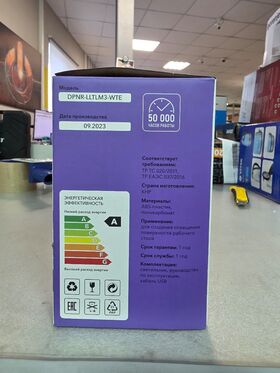 Модель
DPNR-LLTLM3-WTE
Дата производства
09.2023
50 000
ЧАСОВ РАБОТЫ
ЭНЕРГЕТИЧЕСКАЯ
ЭФФЕКТИВНОСТЬ
Низкий расход энергии
A
A
B
C
D
E
F
G
Высокий расход энергии
Соответствует
требованиям:
ТР ТС 020/2011,
ТР ЕАЭС 037/2016
Страна изготовления:
КНР
Материалы:
ABS-пластик,
поликарбонат
Применение:
для создания освещения
поверхности рабочего
стола
Срок гарантии: 1 год
Срок службы: 1 год
Комплектация:
светильник, руководство
по эксплуатации,
кабель USB
EAC